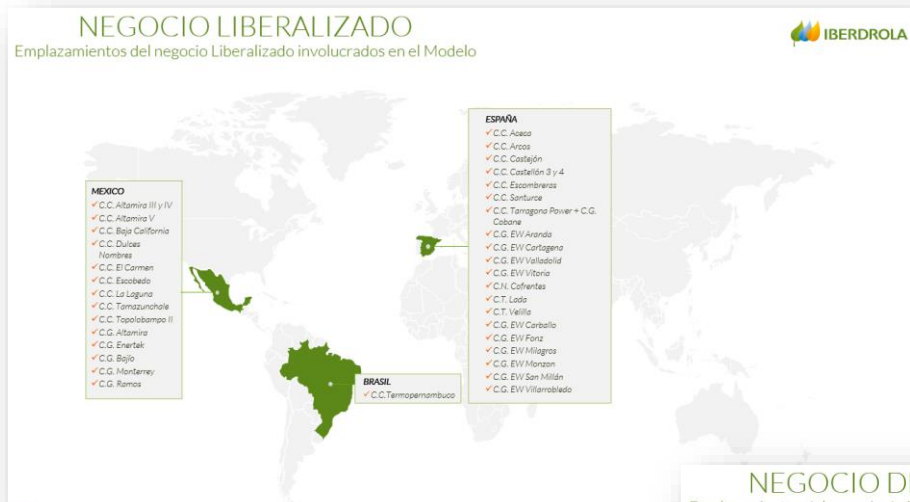 NEGOCIO LIBERALIZADO
Emplazamientos del negocio Liberalizado involucrados en el Modelo
IBERDROLA
MEXICO
✓C.C. Altamira III y IV
✓C.C. Altamira V
✓C.C. Baja California
✓C.C. Dulces
Nombres
✓C.C. El Carmen
✓C.C. Escobedo
✓C.C. La Laguna
✓C.C. Tamazunchale
✓C.C. Topolobampo II
✓C.G. Altamira
✓C.G. Enertek
✓C.G. Bajío
✓C.G. Monterrey
✓C.G. Ramos
BRASIL
✓C.C.Termopernambuco
ESPAÑA
✓C.C. Aceca
✓C.C. Arcos
✓C.C. Castejón
✓C.C. Castellón 3 y 4
✓C.C. Escombreras
✓C.C. Santurce
✓C.C. Tarragona Power + C.G.
Cobane
✓C.G. EW Aranda
✓C.G. EW Cartagena
✓C.G. EW Valladolid
✓C.G. EW Vitoria
✓C.N. Cofrentes
✓C.T. Lada
✓C.T. Velilla
✓C.G. EW Carballo
✓C.G. EW Fonz
✓C.G. EW Milagros
✓C.G. EW Monzon
✓C.G. EW San Millán
✓C.G. EW Villarrobledo
NEGOCIO D